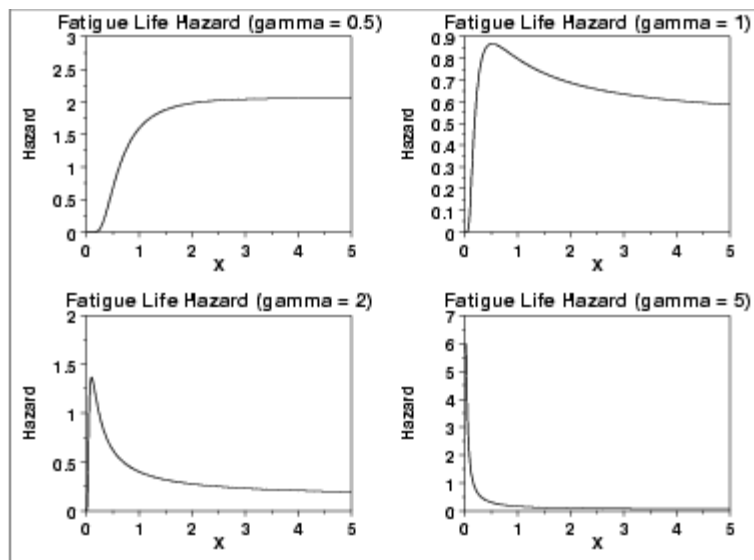 Fatigue Life Hazard (gamma = 0.5)
3
2.5
2
1.5
1
0.5
0
Hazard
0 1 2 3 4 5
X
Fatigue Life Hazard (gamma = 1)
0.9
0.8
0.7
0.6
0.5
0.4
0.3
0.2
0.1
0
Hazard
0 1 2 3 4 5
X
Fatigue Life Hazard (gamma = 2)
2
1.5
1
0.5
0
Hazard
0 1 2 3 4 5
X
Fatigue Life Hazard (gamma = 5)
7
6
5
4
3
2
1
0
Hazard
0 1 2 3 4 5
X